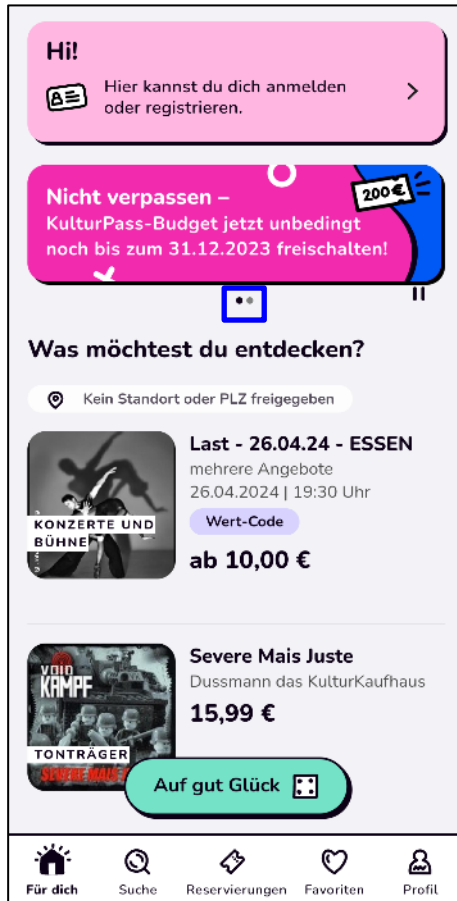 Hi!
Hier kannst du dich anmelden
oder registrieren.
Nicht verpassen –
KulturPass-Budget jetzt unbedingt
noch bis zum 31.12.2023 freischalten!
200€
Was möchtest du entdecken?
Kein Standort oder PLZ freigegeben
Last - 26.04.24 - ESSEN
mehrere Angebote
26.04.2024 | 19:30 Uhr
Wert-Code
ab 10,00 €
KONZERTE UND
BÜHNE
Severe Mais Juste
Dussmann das KulturKaufhaus
15,99 €
VOID
KAMPF
TONTRÄGER
SEVERE MAIS
Auf gut Glück
Für dich
Suche
Reservierungen
Favoriten
Profil